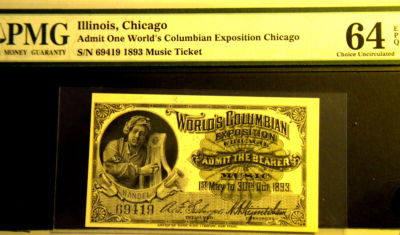 PMG
MONEY GUARANTY
Illinois, Chicago
Admit One World's Columbian Exposition Chicago
S/N 69419 1893 Music Ticket
64
EPQ
Choice Uncirculated
WORLD'S COLUMBIAN
EXPOSITION
CHICAGO
ADMIT THE BEARER
MUSIC
1ST May to 30TH Oct. 1893.
HANDEL
69419